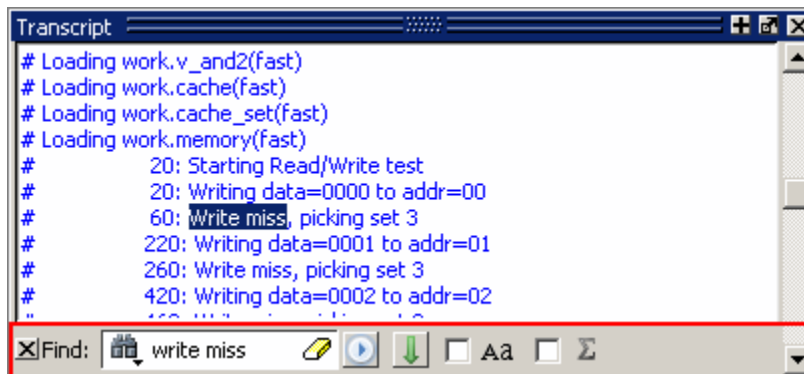 Transcript
# Loading work.v_and2(fast)
# Loading work.cache(fast)
# Loading work.cache_set(fast)
# Loading work.memory(fast)
# 20: Starting Read/Write test
# 20: Writing data=0000 to addr=00
# 60: Write miss, picking set 3
# 220: Writing data=0001 to addr=01
# 260: Write miss, picking set 3
# 420: Writing data=0002 to addr=02
Find: write miss Aa Σ